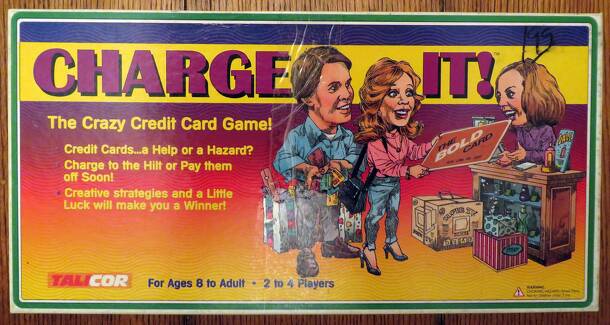 195
CHARGE IT!
The Crazy Credit Card Game!
Credit Cards...a Help or a Hazard?
Charge to the Hilt or Pay them
off Soon!
Creative strategies and a Little
Luck will make you a Winner!
THE
BOLD
CARD
TALICOR
For Ages 8 to Adult • 2 to 4 Players
WARNING: